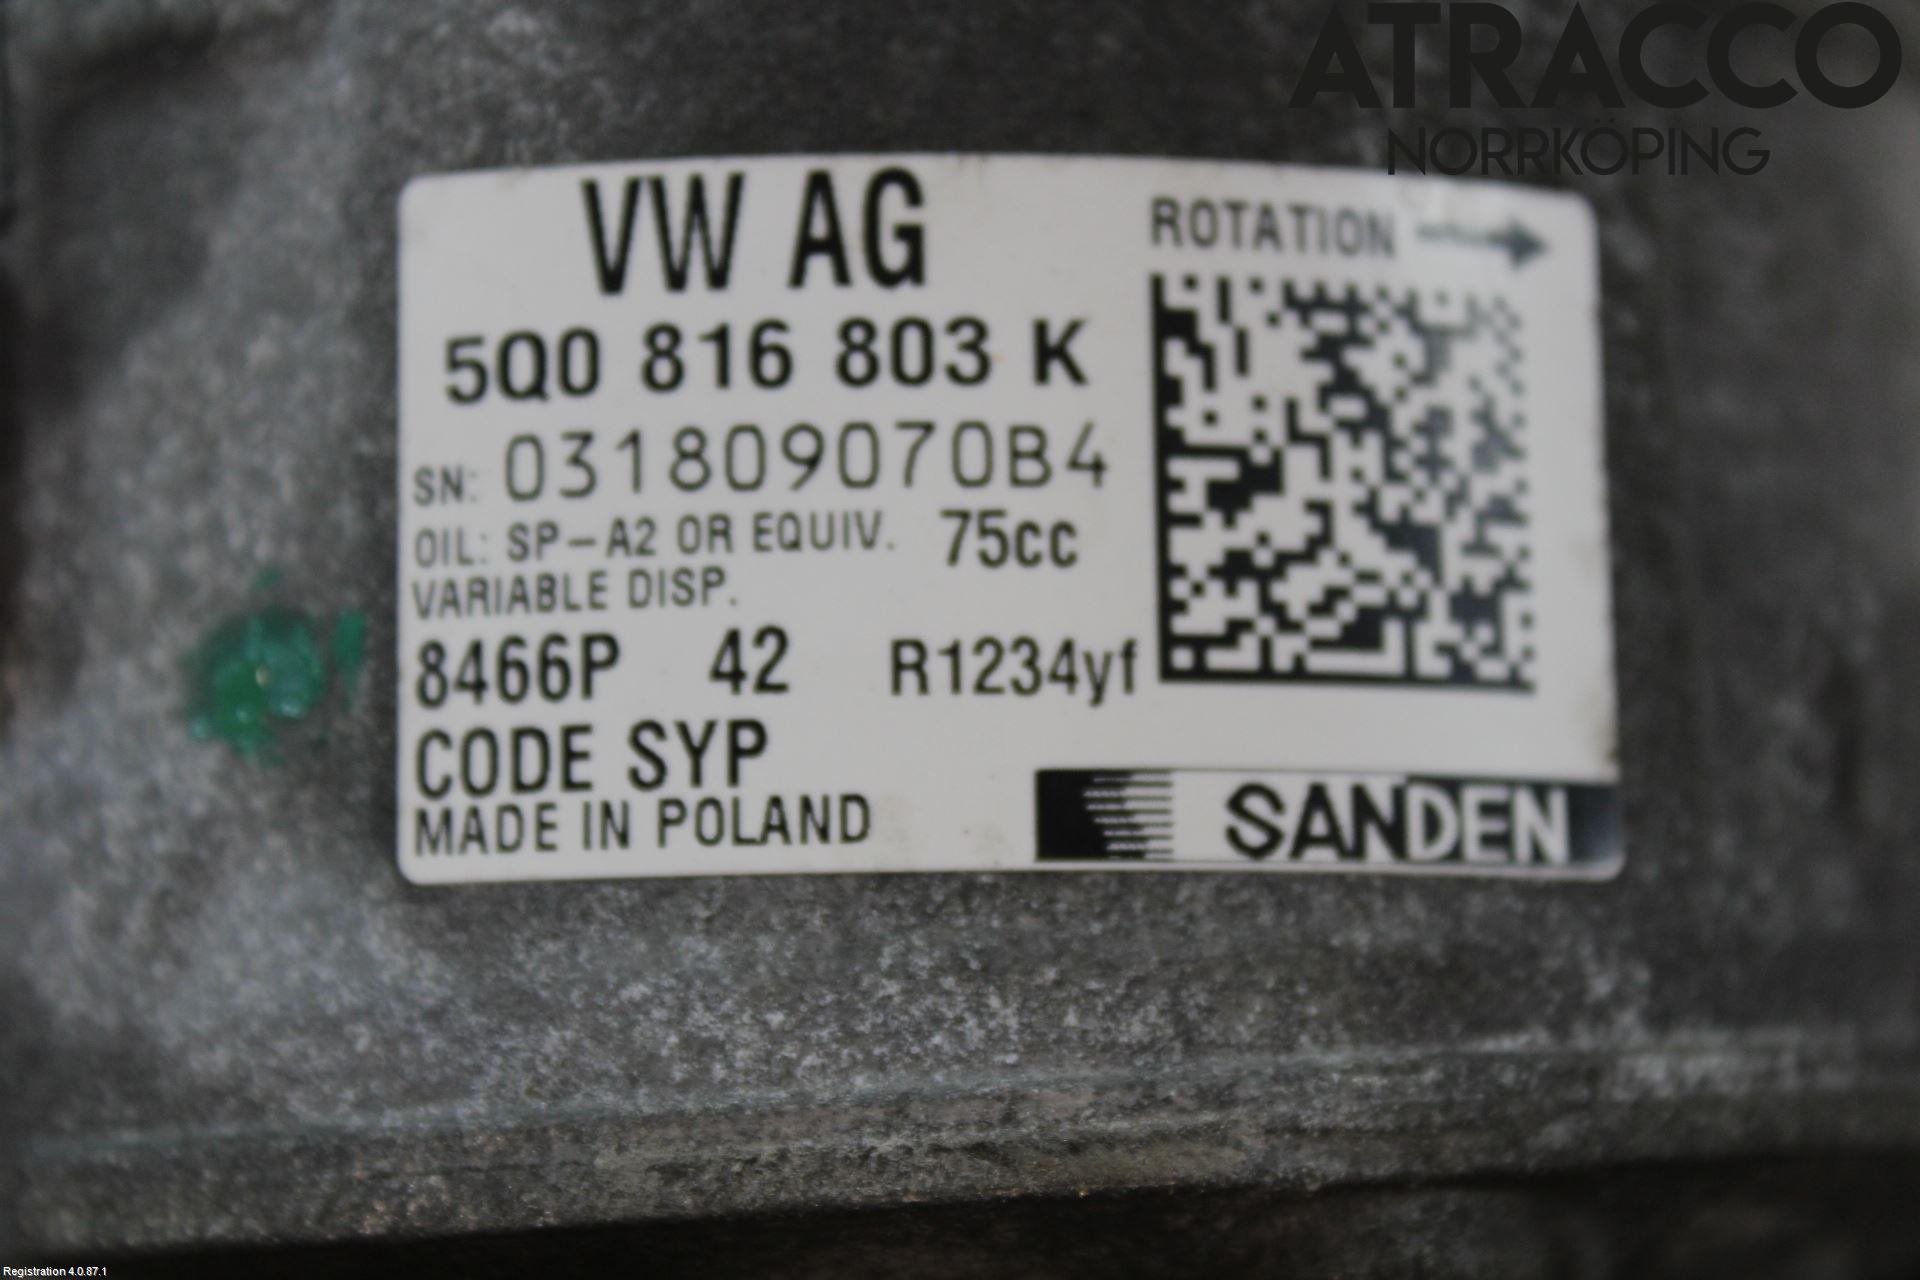 ATRACCO
NORRKÖPING
VW AG
ROTATION
5Q0 816 803 K
SN: 031809070B4
OIL: SP-A2 OR EQUIV. 75cc
VARIABLE DISP.
8466P 42 R1234yf
CODE SYP
MADE IN POLAND
SANDEN
Registration 4.0.87.1